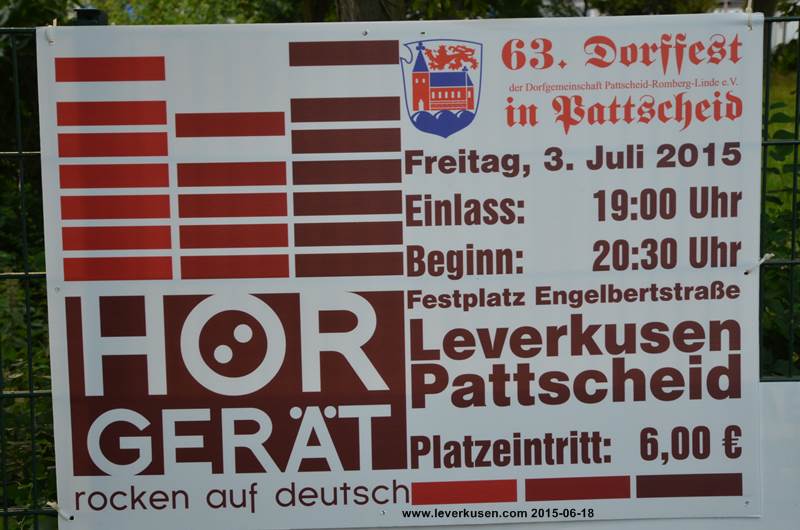 63. Dorffest
der Dorfgemeinschaft Pattscheid-Romberg-Linde e.V.
in Pattscheid
Freitag, 3. Juli 2015
Einlass: 19:00 Uhr
Beginn: 20:30 Uhr
Festplatz Engelbertstraße
Leverkusen
Pattscheid
Platzeintritt: 6,00 €
HÖR
GERÄT
rocken auf deutsch
www.leverkusen.com 2015-06-18